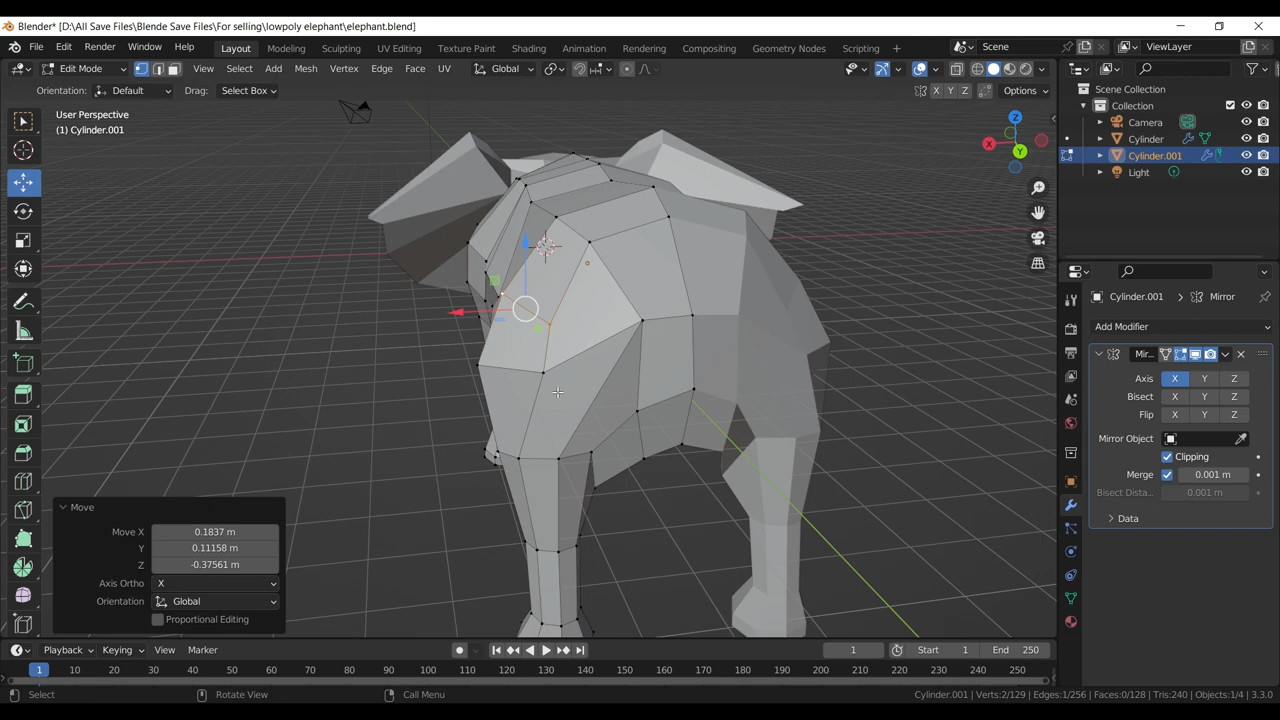 Blender* [D:\All Save Files\Blende Save Files\For selling\lowpoly elephant\elephant.blend]
File Edit Render Window Help Layout Modeling Sculpting UV Editing Texture Paint Shading Animation Rendering Compositing Geometry Nodes Scripting + Scene ViewLayer
Edit Mode View Select Add Mesh Vertex Edge Face UV Global
Orientation: Default Drag: Select Box X Y Z Options
User Perspective
(1) Cylinder.001
Z
X
Y
Scene Collection
Collection
Camera
Cylinder
Cylinder.001
Light
Cylinder.001 > Mirror
Add Modifier
Mir...
Axis X Y Z
Bisect X Y Z
Flip X Y Z
Mirror Object
Clipping
Merge 0.001 m
Bisect Dista... 0.001 m
Data
Move
Move X 0.1837 m
Y 0.11158 m
Z -0.37561 m
Axis Ortho X
Orientation Global
Proportional Editing
Playback Keying View Marker 1 Start 1 End 250
1 10 20 30 40 50 60 70 80 90 100 110 120 130 140 150 160 170 180 190 200 210 220 230 240 250
Select Rotate View Call Menu Cylinder.001 | Verts:2/129 | Edges:1/256 | Faces:0/128 | Tris:240 | Objects:1/4 | 3.3.0